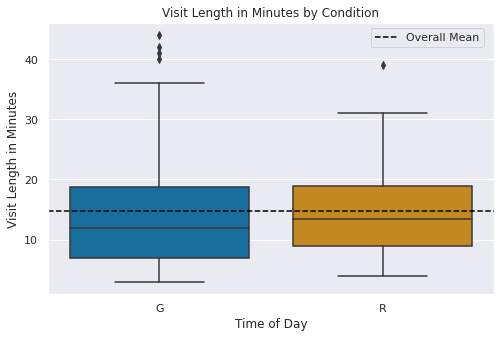 Visit Length in Minutes by Condition
Overall Mean
40
30
20
10
Visit Length in Minutes
G
R
Time of Day